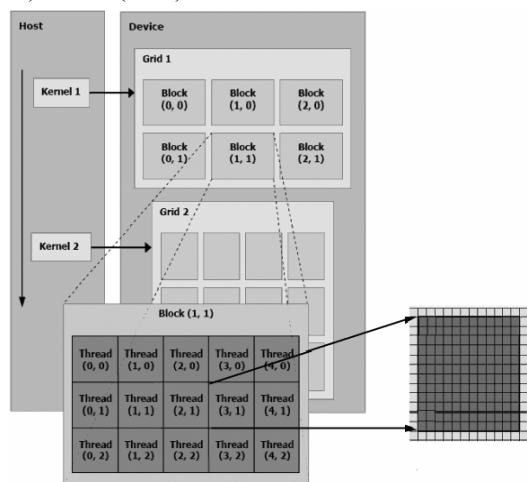 Host
Device
Grid 1
Kernel 1
Block
(0, 0)
Block
(1, 0)
Block
(2, 0)
Block
(0, 1)
Block
(1, 1)
Block
(2, 1)
Grid 2
Kernel 2
Block (1, 1)
Thread
(0, 0)
Thread
(1, 0)
Thread
(2, 0)
Thread
(3, 0)
Thread
(4, 0)
Thread
(0, 1)
Thread
(1, 1)
Thread
(2, 1)
Thread
(3, 1)
Thread
(4, 1)
Thread
(0, 2)
Thread
(1, 2)
Thread
(2, 2)
Thread
(3, 2)
Thread
(4, 2)